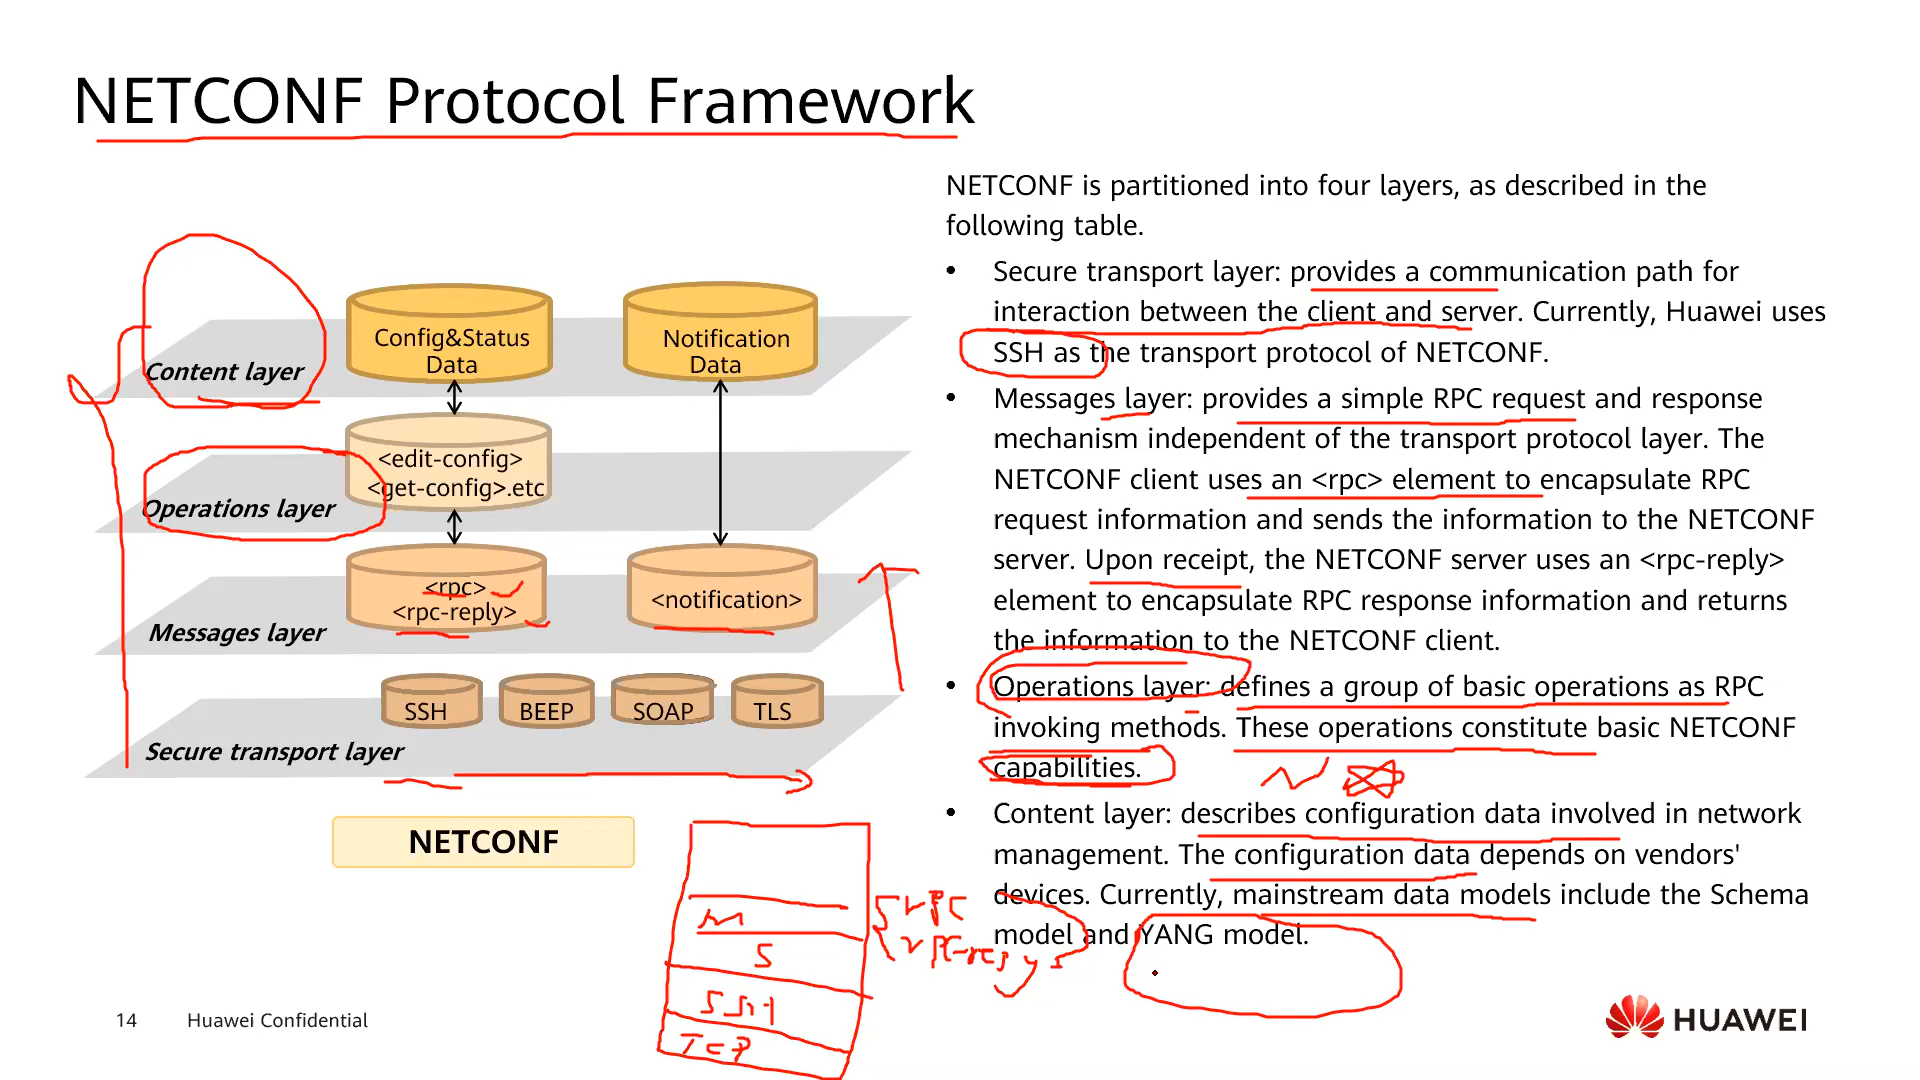 NETCONF Protocol Framework
NETCONF is partitioned into four layers, as described in the
following table.
• Secure transport layer: provides a communication path for
interaction between the client and server. Currently, Huawei uses
SSH as the transport protocol of NETCONF.
• Messages layer: provides a simple RPC request and response
mechanism independent of the transport protocol layer. The
NETCONF client uses an <rpc> element to encapsulate RPC
request information and sends the information to the NETCONF
server. Upon receipt, the NETCONF server uses an <rpc-reply>
element to encapsulate RPC response information and returns
the information to the NETCONF client.
• Operations layer: defines a group of basic operations as RPC
invoking methods. These operations constitute basic NETCONF
capabilities.
• Content layer: describes configuration data involved in network
management. The configuration data depends on vendors'
devices. Currently, mainstream data models include the Schema
model and YANG model.
Config&Status
Data
Notification
Data
Content layer
<edit-config>
<get-config>.etc
Operations layer
<rpc>
<rpc-reply>
<notification>
Messages layer
SSH
BEEP
SOAP
TLS
Secure transport layer
NETCONF
M
S
SSH
TCP
rpc
14
Huawei Confidential
HUAWEI